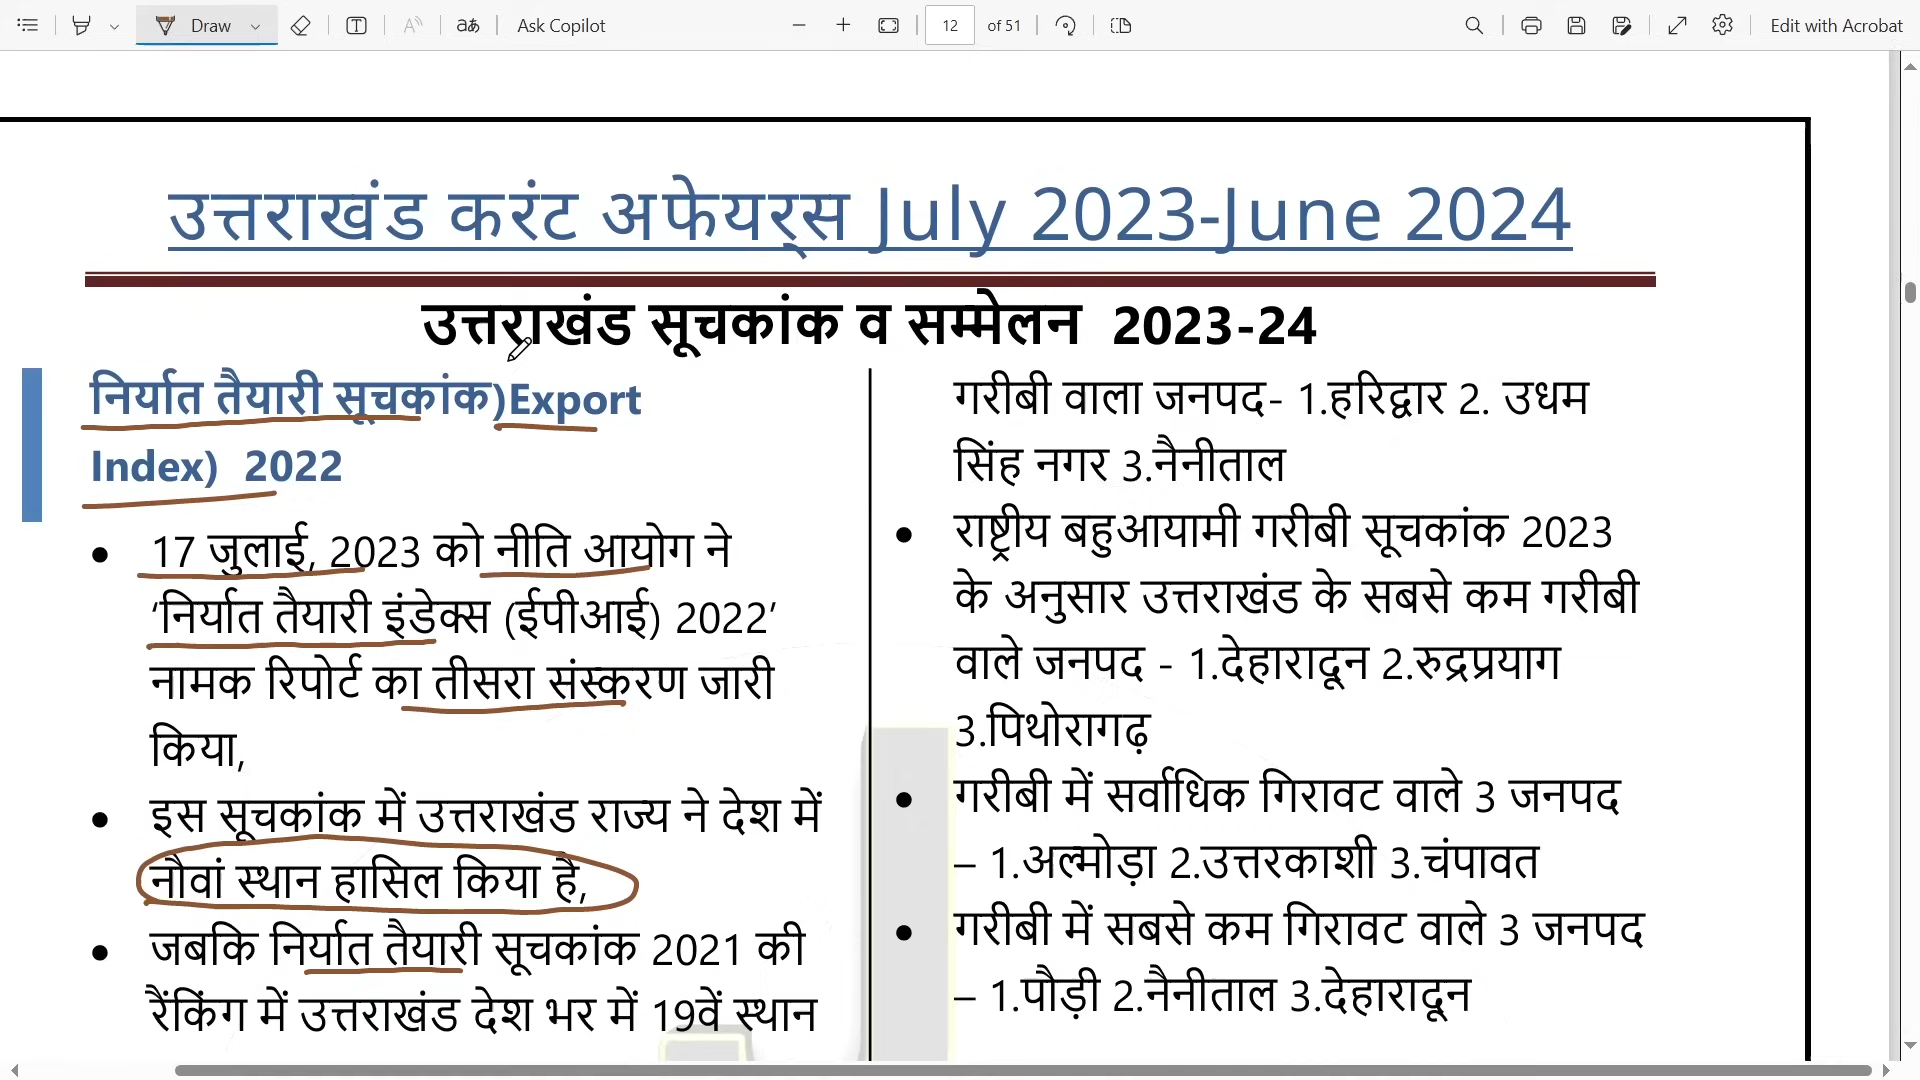 Draw
Ask Copilot
12 of 51
Edit with Acrobat
उत्तराखंड करंट अफेयर्स July 2023-June 2024
उत्तराखंड सूचकांक व सम्मेलन 2023-24
निर्यात तैयारी सूचकांक)Export
Index) 2022
• 17 जुलाई, 2023 को नीति आयोग ने
‘निर्यात तैयारी इंडेक्स (ईपीआई) 2022’
नामक रिपोर्ट का तीसरा संस्करण जारी
किया,
• इस सूचकांक में उत्तराखंड राज्य ने देश में
नौवां स्थान हासिल किया है,
• जबकि निर्यात तैयारी सूचकांक 2021 की
रैंकिंग में उत्तराखंड देश भर में 19वें स्थान
गरीबी वाला जनपद- 1.हरिद्वार 2. उधम
सिंह नगर 3.नैनीताल
• राष्ट्रीय बहुआयामी गरीबी सूचकांक 2023
के अनुसार उत्तराखंड के सबसे कम गरीबी
वाले जनपद - 1.देहारादून 2.रुद्रप्रयाग
3.पिथोरागढ़
• गरीबी में सर्वाधिक गिरावट वाले 3 जनपद
– 1.अल्मोड़ा 2.उत्तरकाशी 3.चंपावत
• गरीबी में सबसे कम गिरावट वाले 3 जनपद
– 1.पौड़ी 2.नैनीताल 3.देहारादून